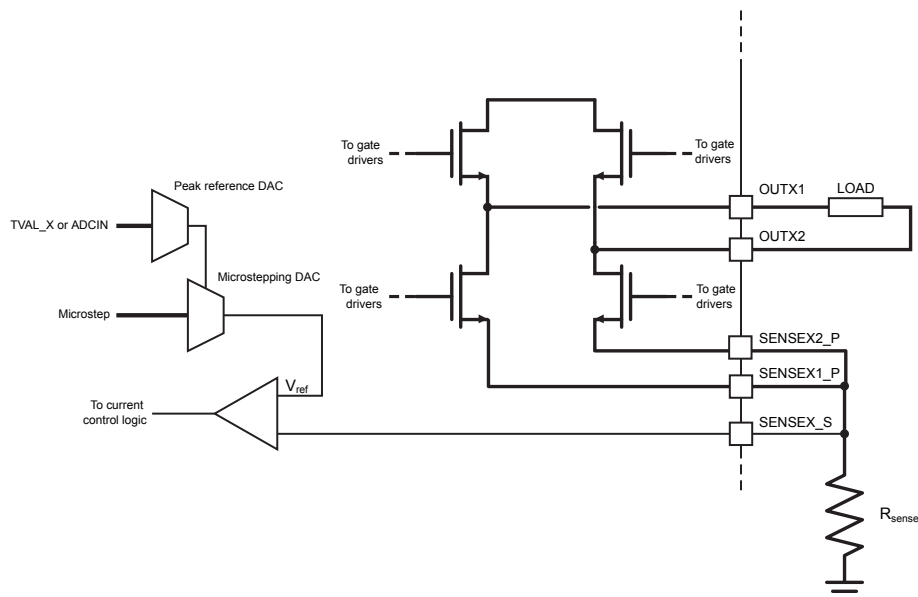 To gate
drivers
To gate
drivers
Peak reference DAC
OUTX1
LOAD
TVAL_X or ADCIN
OUTX2
Microstepping DAC
To gate
drivers
To gate
drivers
Microstep
SENSEX2_P
SENSEX1_P
Vref
To current
control logic
SENSEX_S
Rsense